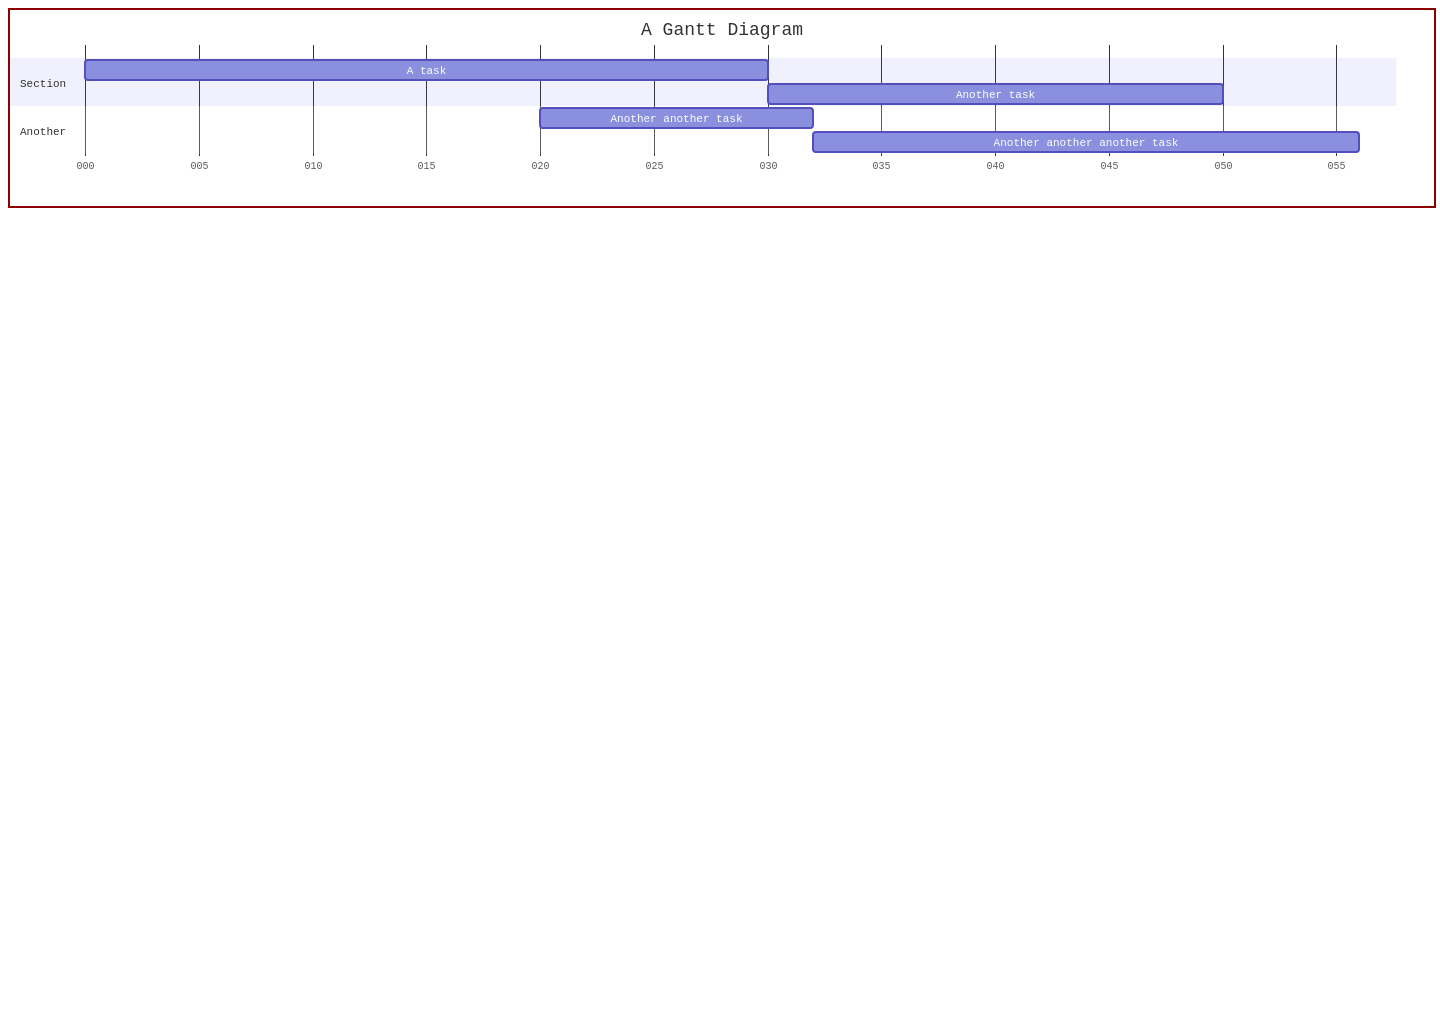 A Gantt Diagram
A task
Section
Another task
Another another task
Another
Another another another task
000 005 010 015 020 025 030 035 040 045 050 055